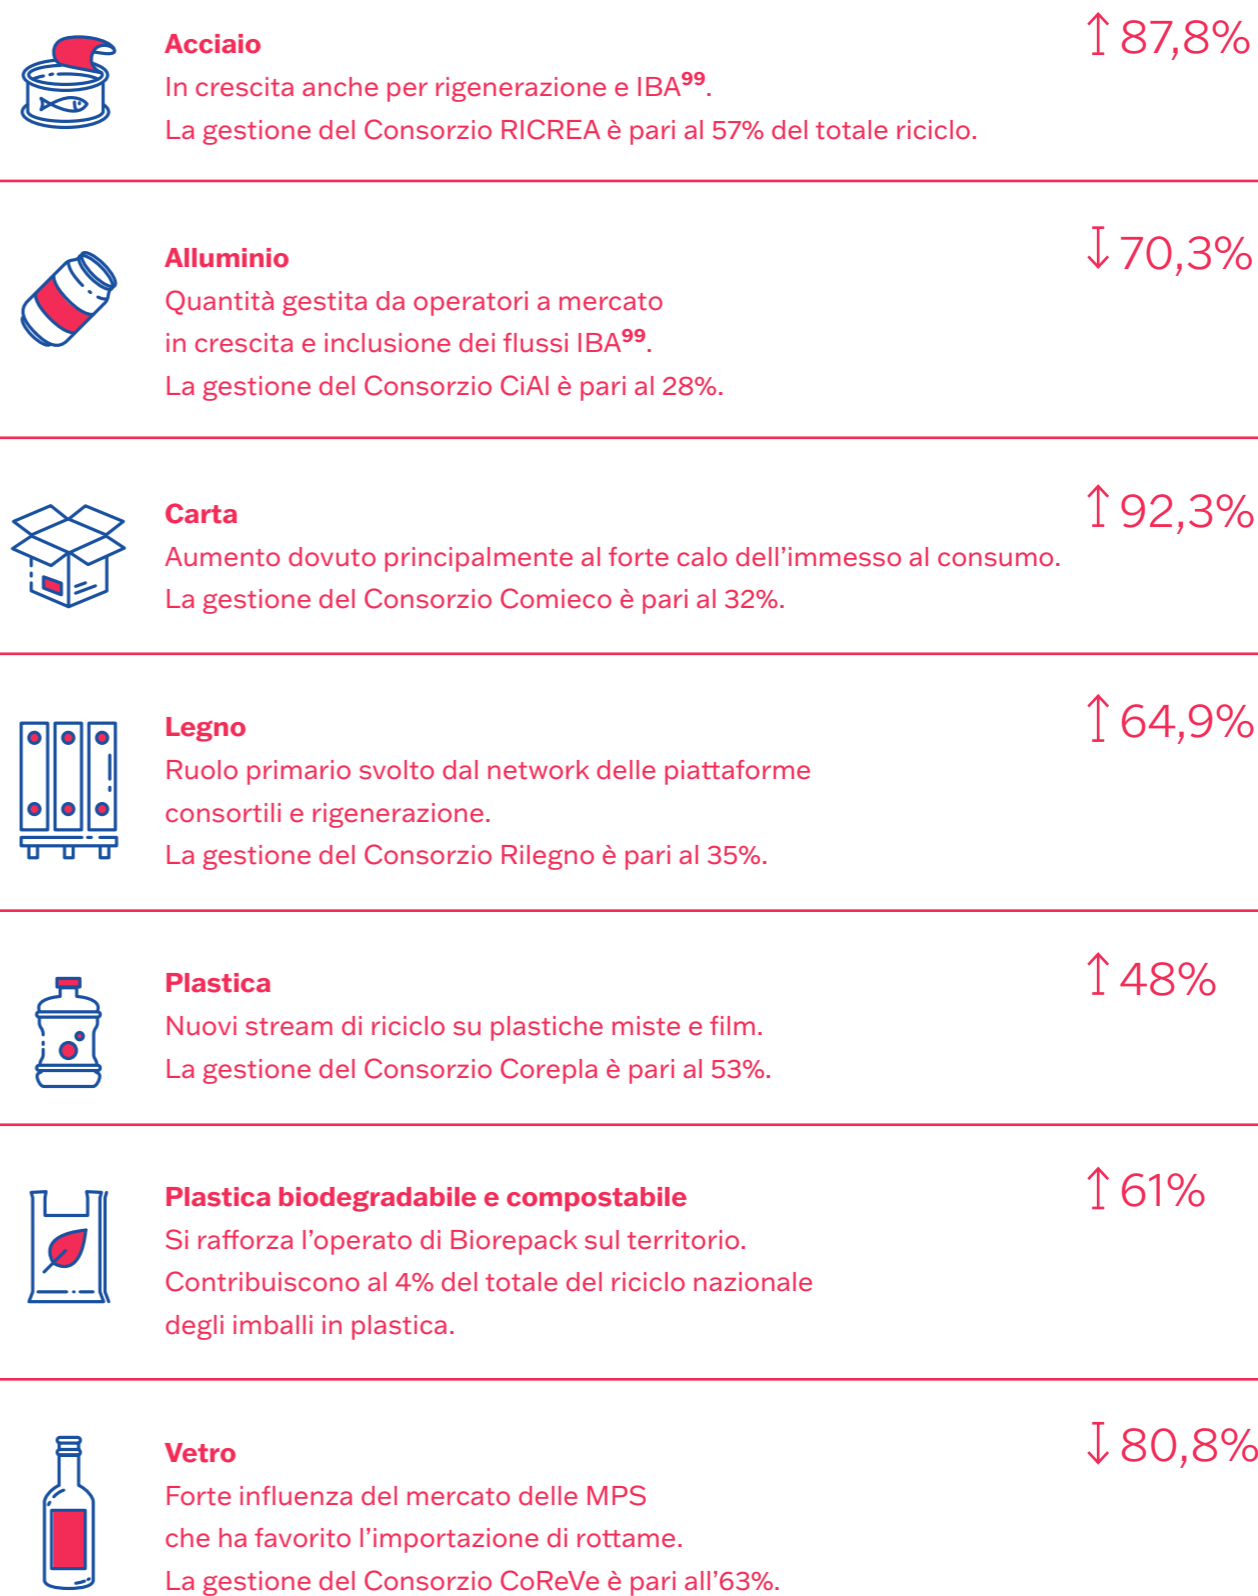 Acciaio
↑ 87,8%
In crescita anche per rigenerazione e IBA⁹⁹.
La gestione del Consorzio RICREA è pari al 57% del totale riciclo.
Alluminio
↓ 70,3%
Quantità gestita da operatori a mercato
in crescita e inclusione dei flussi IBA⁹⁹.
La gestione del Consorzio CiAl è pari al 28%.
Carta
↑ 92,3%
Aumento dovuto principalmente al forte calo dell’immesso al consumo.
La gestione del Consorzio Comieco è pari al 32%.
Legno
↑ 64,9%
Ruolo primario svolto dal network delle piattaforme
consortili e rigenerazione.
La gestione del Consorzio Rilegno è pari al 35%.
Plastica
↑ 48%
Nuovi stream di riciclo su plastiche miste e film.
La gestione del Consorzio Corepla è pari al 53%.
Plastica biodegradabile e compostabile
↑ 61%
Si rafforza l’operato di Biorepack sul territorio.
Contribuiscono al 4% del totale del riciclo nazionale
degli imballi in plastica.
Vetro
↓ 80,8%
Forte influenza del mercato delle MPS
che ha favorito l’importazione di rottame.
La gestione del Consorzio CoReVe è pari all’63%.